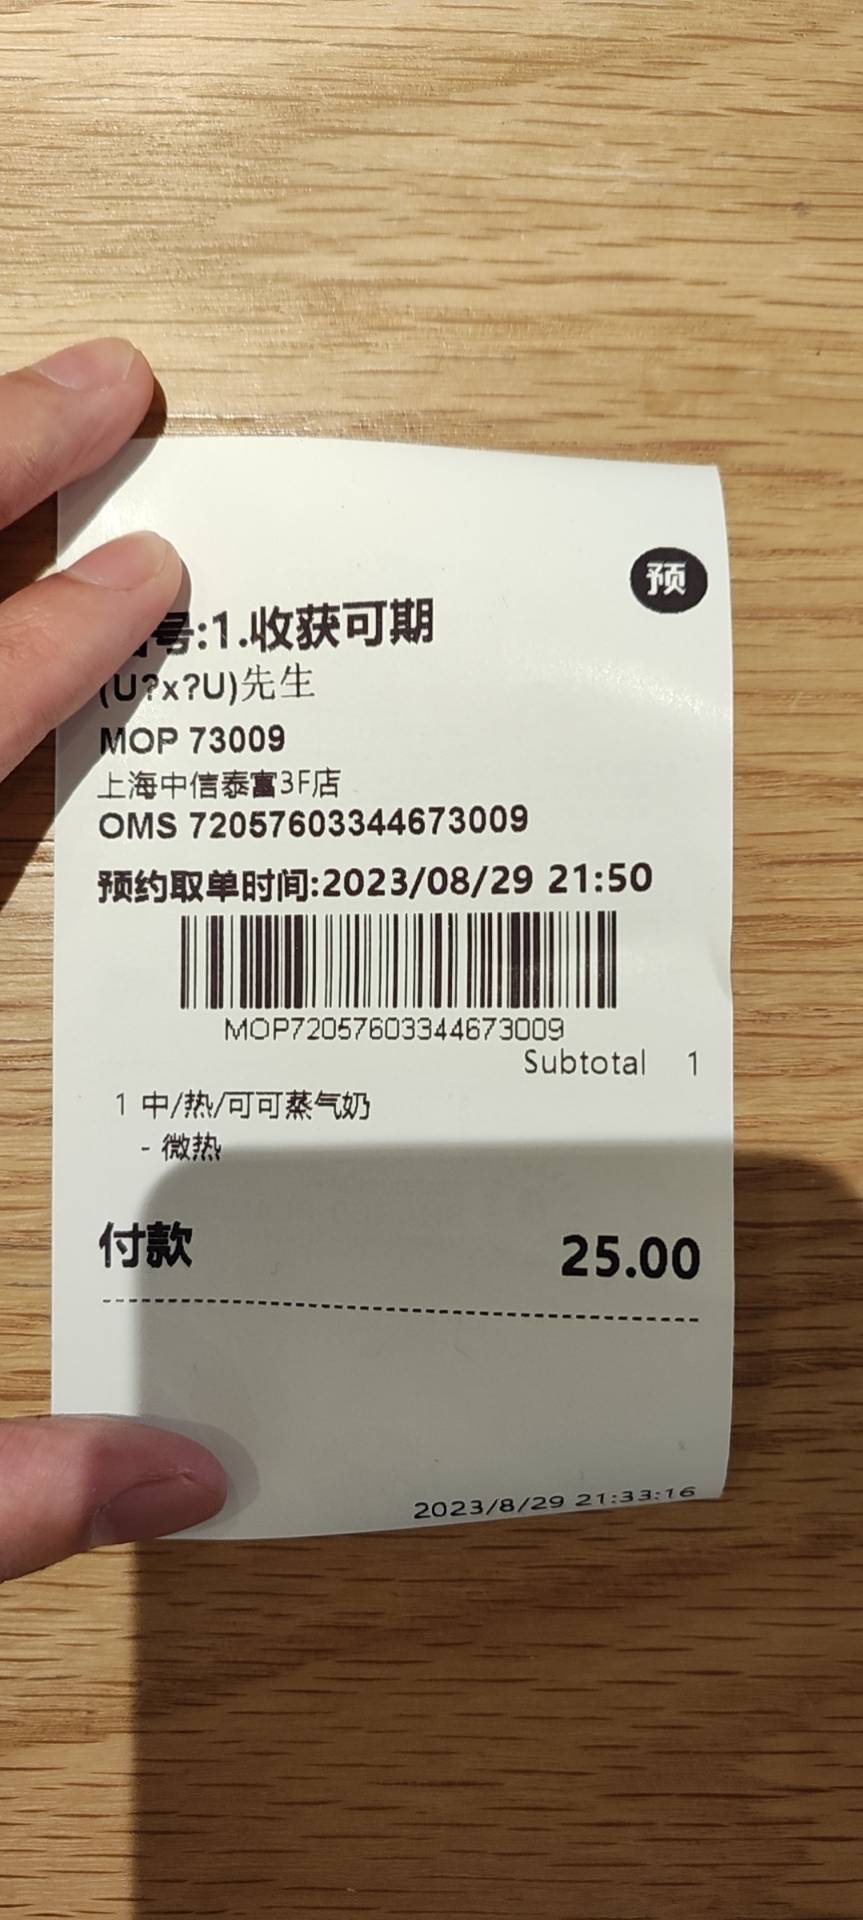 预
号:1.收获可期
(U?x?U)先生
MOP 73009
上海中信泰富3F店
OMS 72057603344673009
预约取单时间:2023/08/29 21:50
MOP72057603344673009
Subtotal 1
1 中/热/可可蒸气奶
- 微热
付款 25.00
2023/8/29 21:33:16